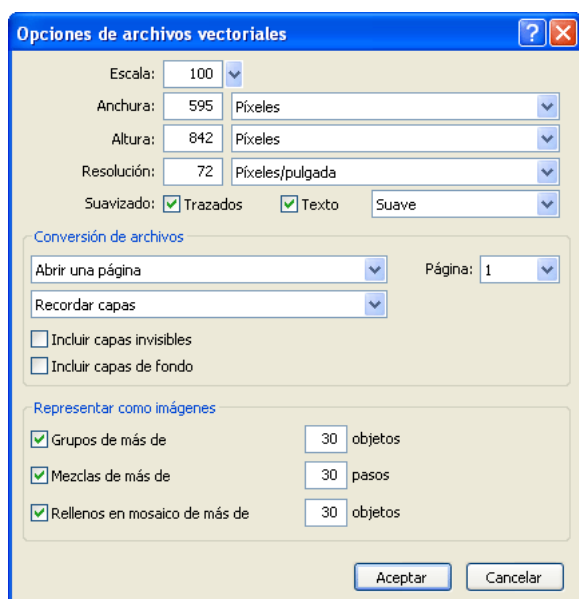 Opciones de archivos vectoriales
Escala: 100
Anchura: 595 Píxeles
Altura: 842 Píxeles
Resolución: 72 Píxeles/pulgada
Suavizado: Trazados Texto Suave
Conversión de archivos
Abrir una página Página: 1
Recordar capas
Incluir capas invisibles
Incluir capas de fondo
Representar como imágenes
Grupos de más de 30 objetos
Mezclas de más de 30 pasos
Rellenos en mosaico de más de 30 objetos
Aceptar Cancelar